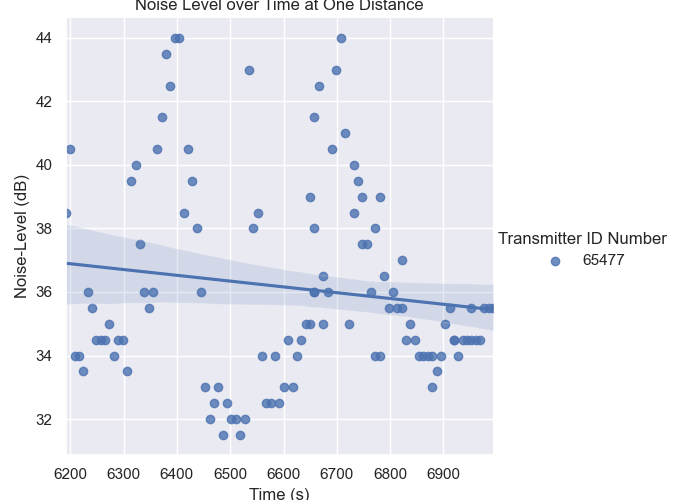 Noise Level over Time at One Distance
44
42
40
38
36
34
32
Noise-Level (dB)
6200 6300 6400 6500 6600 6700 6800 6900
Time (s)
Transmitter ID Number
65477